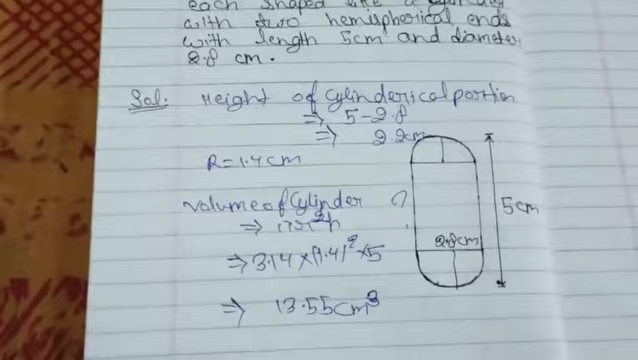 each shaped like a
with two hemispherical ends
with length 5cm and diameter
2.8 cm.
Sol. Height of Cylinderical portion
⇒ 5-2.8
⇒ 2.2cm
R=1.4cm
Volume of Cylinder
⇒ πr²h
⇒ 3.14×(1.4)²×5
⇒ 13.55cm³
5cm
2.8cm